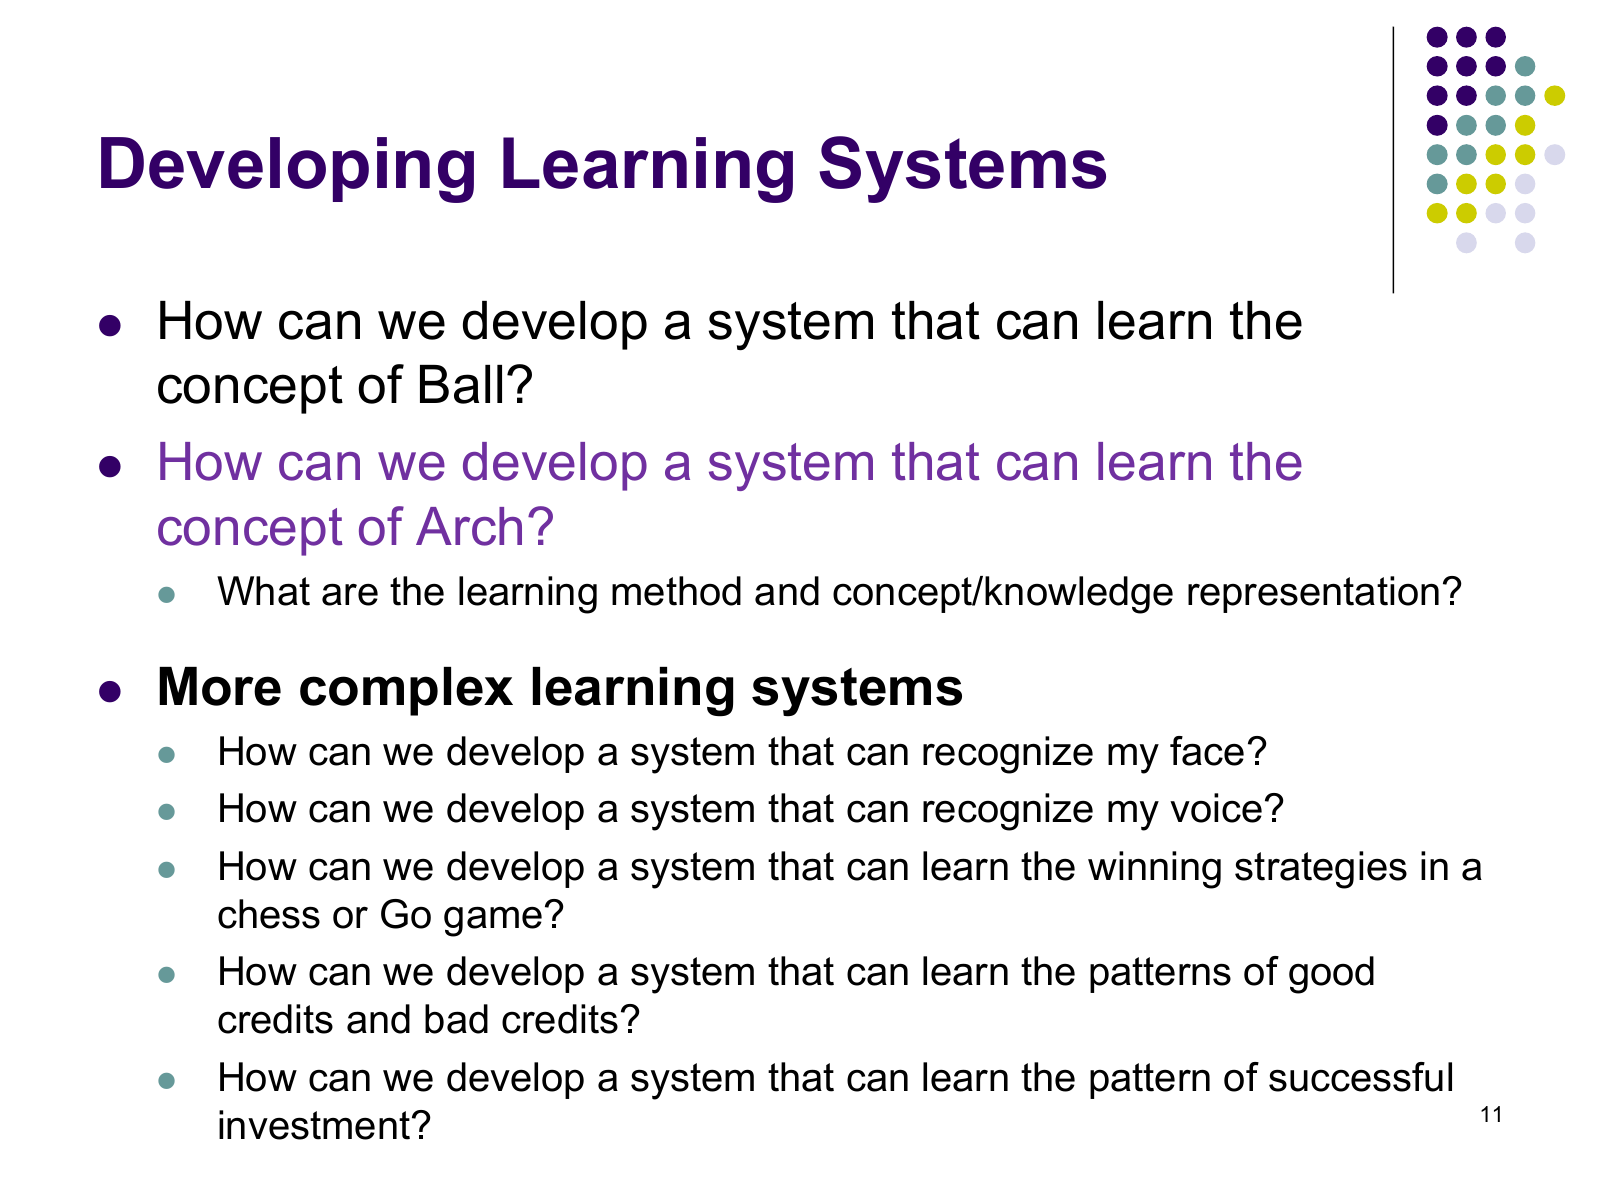 Developing Learning Systems
How can we develop a system that can learn the
concept of Ball?
How can we develop a system that can learn the
concept of Arch?
What are the learning method and concept/knowledge representation?
More complex learning systems
How can we develop a system that can recognize my face?
How can we develop a system that can recognize my voice?
How can we develop a system that can learn the winning strategies in a
chess or Go game?
How can we develop a system that can learn the patterns of good
credits and bad credits?
How can we develop a system that can learn the pattern of successful
investment?
11